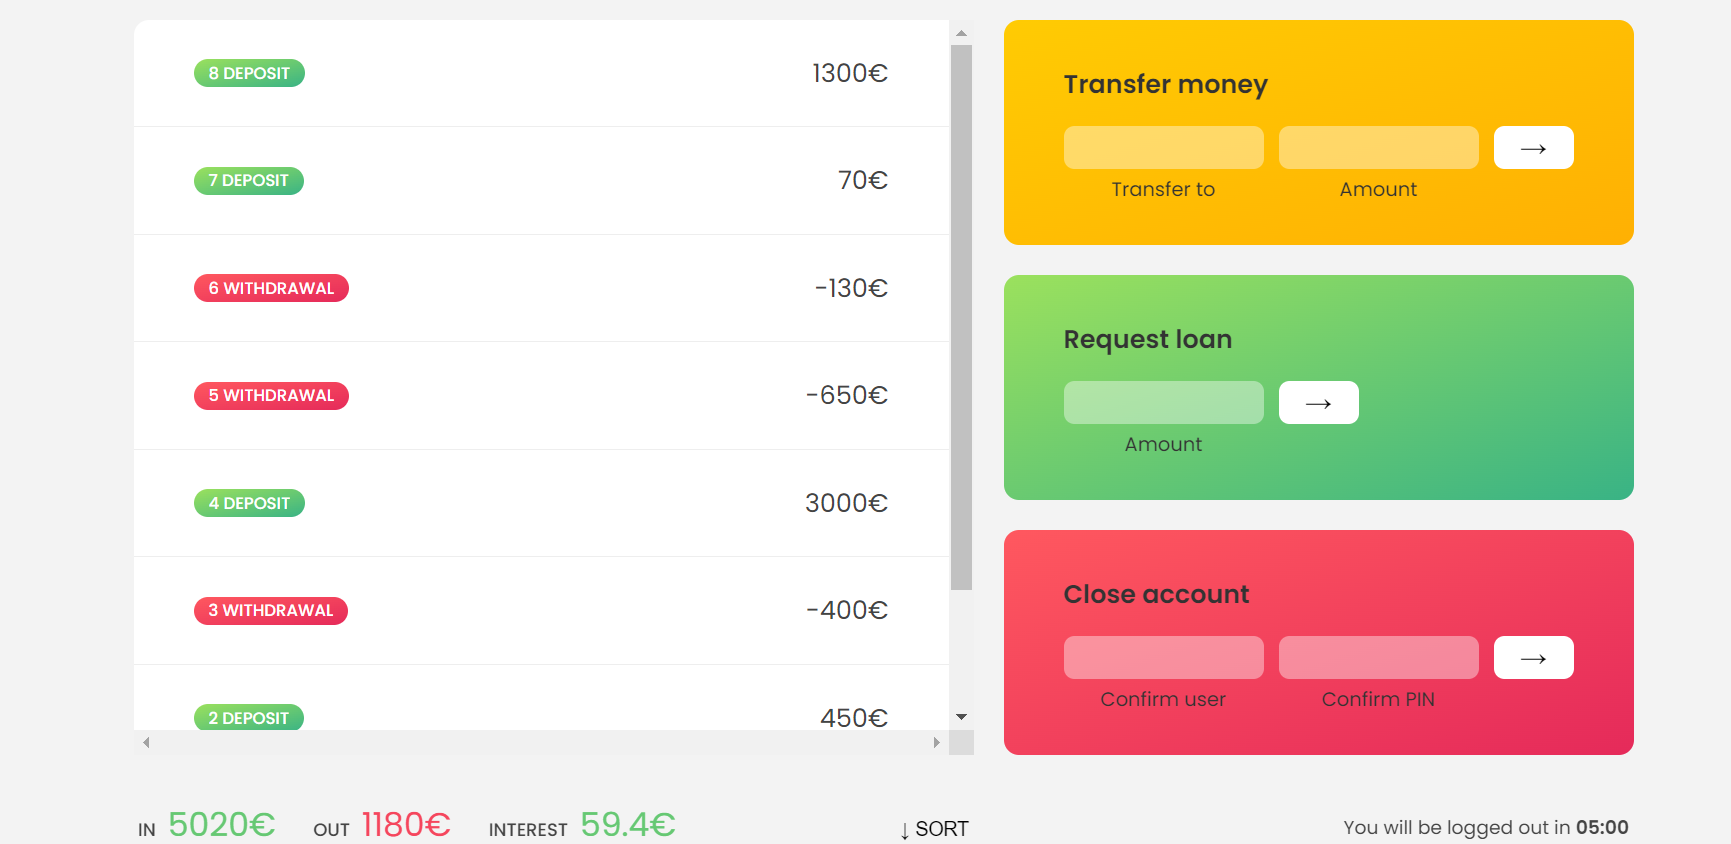 8 DEPOSIT 1300€
7 DEPOSIT 70€
6 WITHDRAWAL -130€
5 WITHDRAWAL -650€
4 DEPOSIT 3000€
3 WITHDRAWAL -400€
2 DEPOSIT 450€
Transfer money
→
Transfer to Amount
Request loan
→
Amount
Close account
→
Confirm user Confirm PIN
IN 5020€ OUT 1180€ INTEREST 59.4€ ↓ SORT
You will be logged out in 05:00